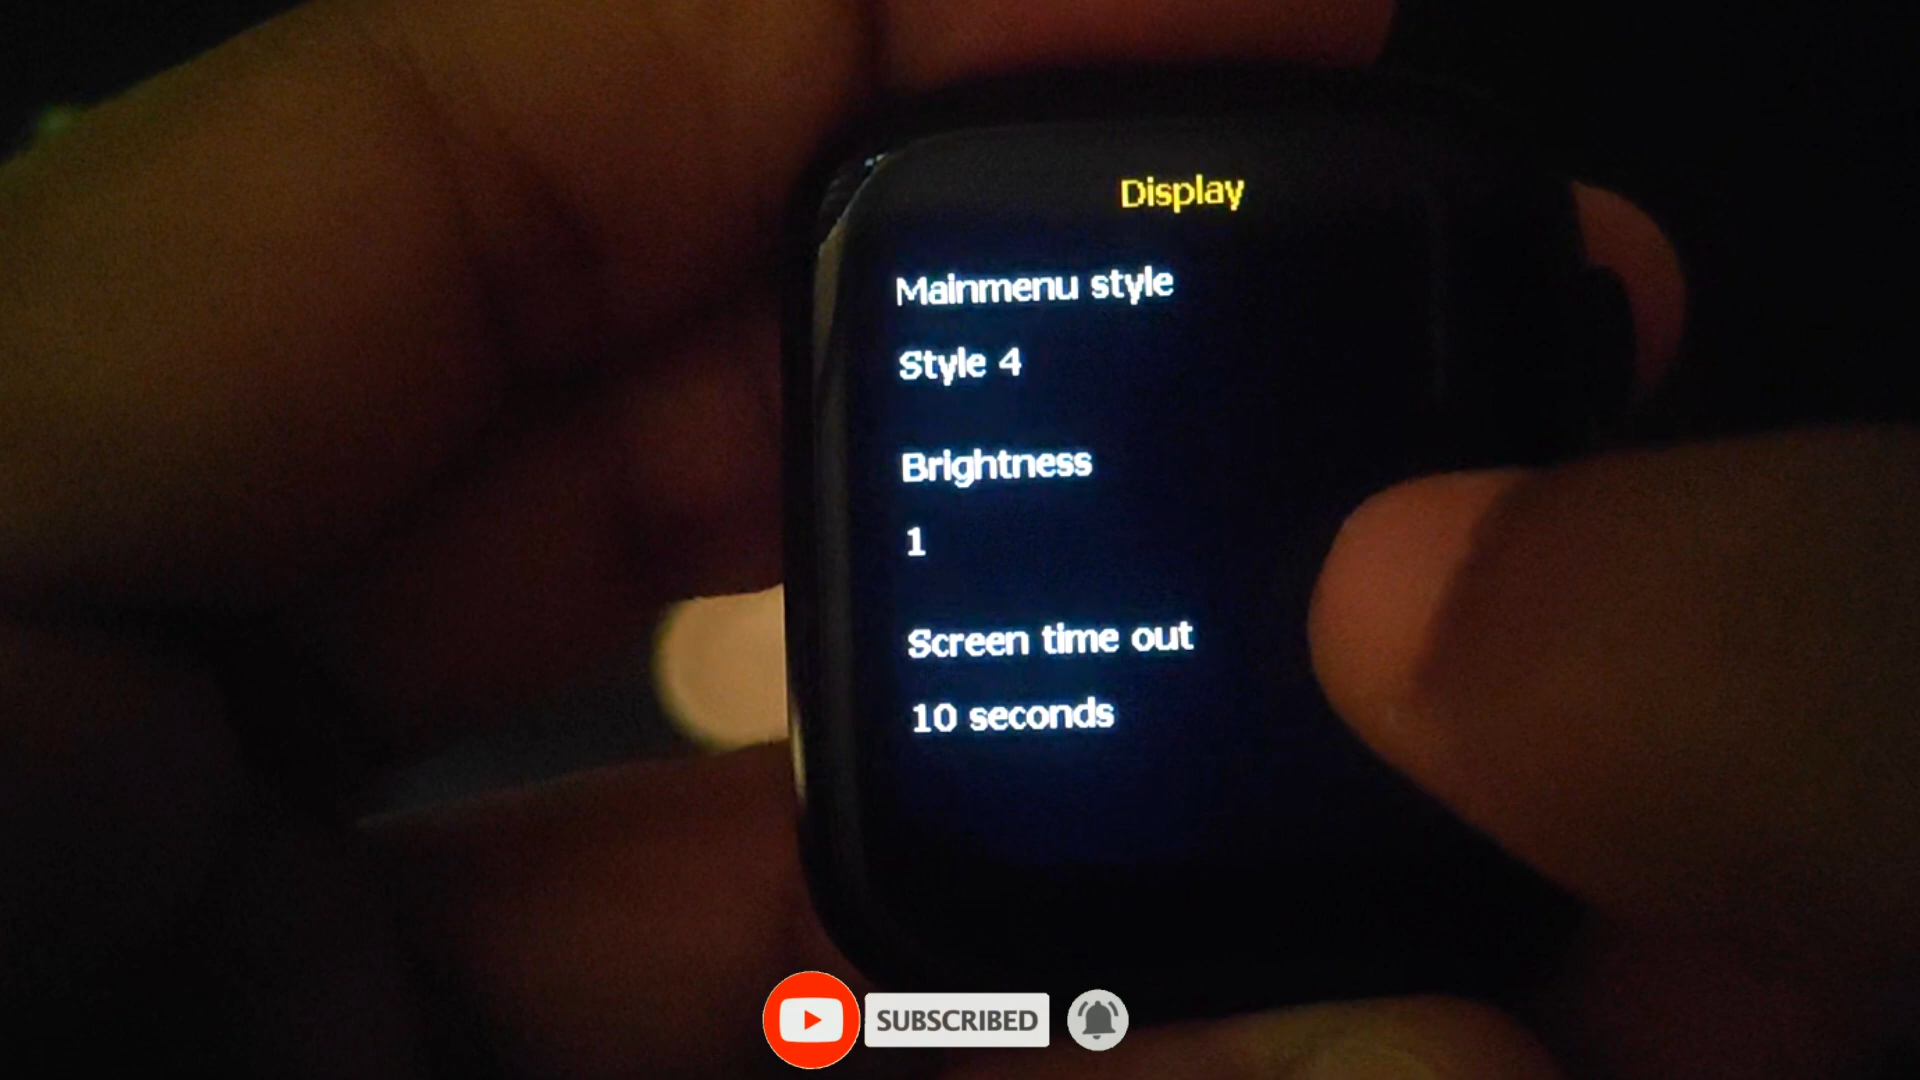 Display
Mainmenu style
Style 4
Brightness
1
Screen time out
10 seconds
SUBSCRIBED